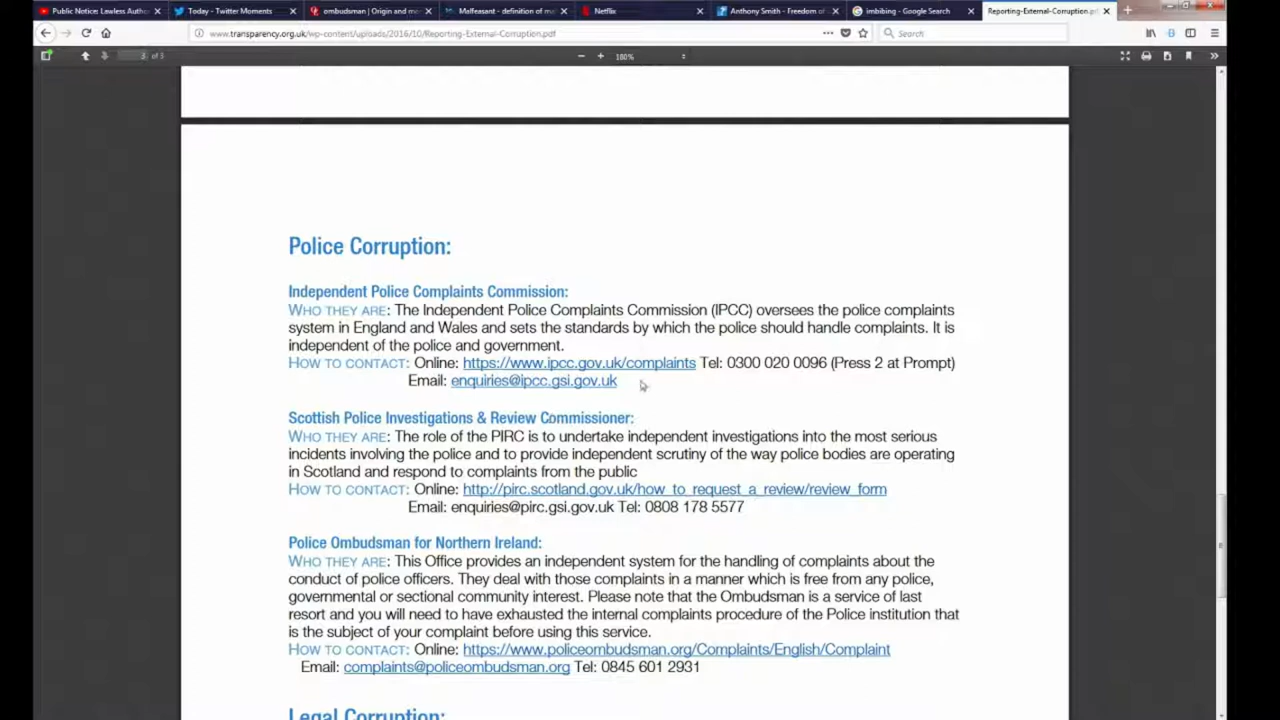 Public Notice: Lawless Autho
Today - Twitter Moments
ombudsman | Origin and me
Malfeasant - definition of ma
Netflix
Anthony Smith - Freedom of
imbibing - Google Search
Reporting-External-Corruption.pdf
www.transparency.org.uk/wp-content/uploads/2016/10/Reporting-External-Corruption.pdf
Search
180%
Police Corruption:
Independent Police Complaints Commission:
WHO THEY ARE: The Independent Police Complaints Commission (IPCC) oversees the police complaints
system in England and Wales and sets the standards by which the police should handle complaints. It is
independent of the police and government.
HOW TO CONTACT: Online: https://www.ipcc.gov.uk/complaints Tel: 0300 020 0096 (Press 2 at Prompt)
Email: enquiries@ipcc.gsi.gov.uk
Scottish Police Investigations & Review Commissioner:
WHO THEY ARE: The role of the PIRC is to undertake independent investigations into the most serious
incidents involving the police and to provide independent scrutiny of the way police bodies are operating
in Scotland and respond to complaints from the public
HOW TO CONTACT: Online: http://pirc.scotland.gov.uk/how_to_request_a_review/review_form
Email: enquiries@pirc.gsi.gov.uk Tel: 0808 178 5577
Police Ombudsman for Northern Ireland:
WHO THEY ARE: This Office provides an independent system for the handling of complaints about the
conduct of police officers. They deal with those complaints in a manner which is free from any police,
governmental or sectional community interest. Please note that the Ombudsman is a service of last
resort and you will need to have exhausted the internal complaints procedure of the Police institution that
is the subject of your complaint before using this service.
HOW TO CONTACT: Online: https://www.policeombudsman.org/Complaints/English/Complaint
Email: complaints@policeombudsman.org Tel: 0845 601 2931
Legal Corruption: